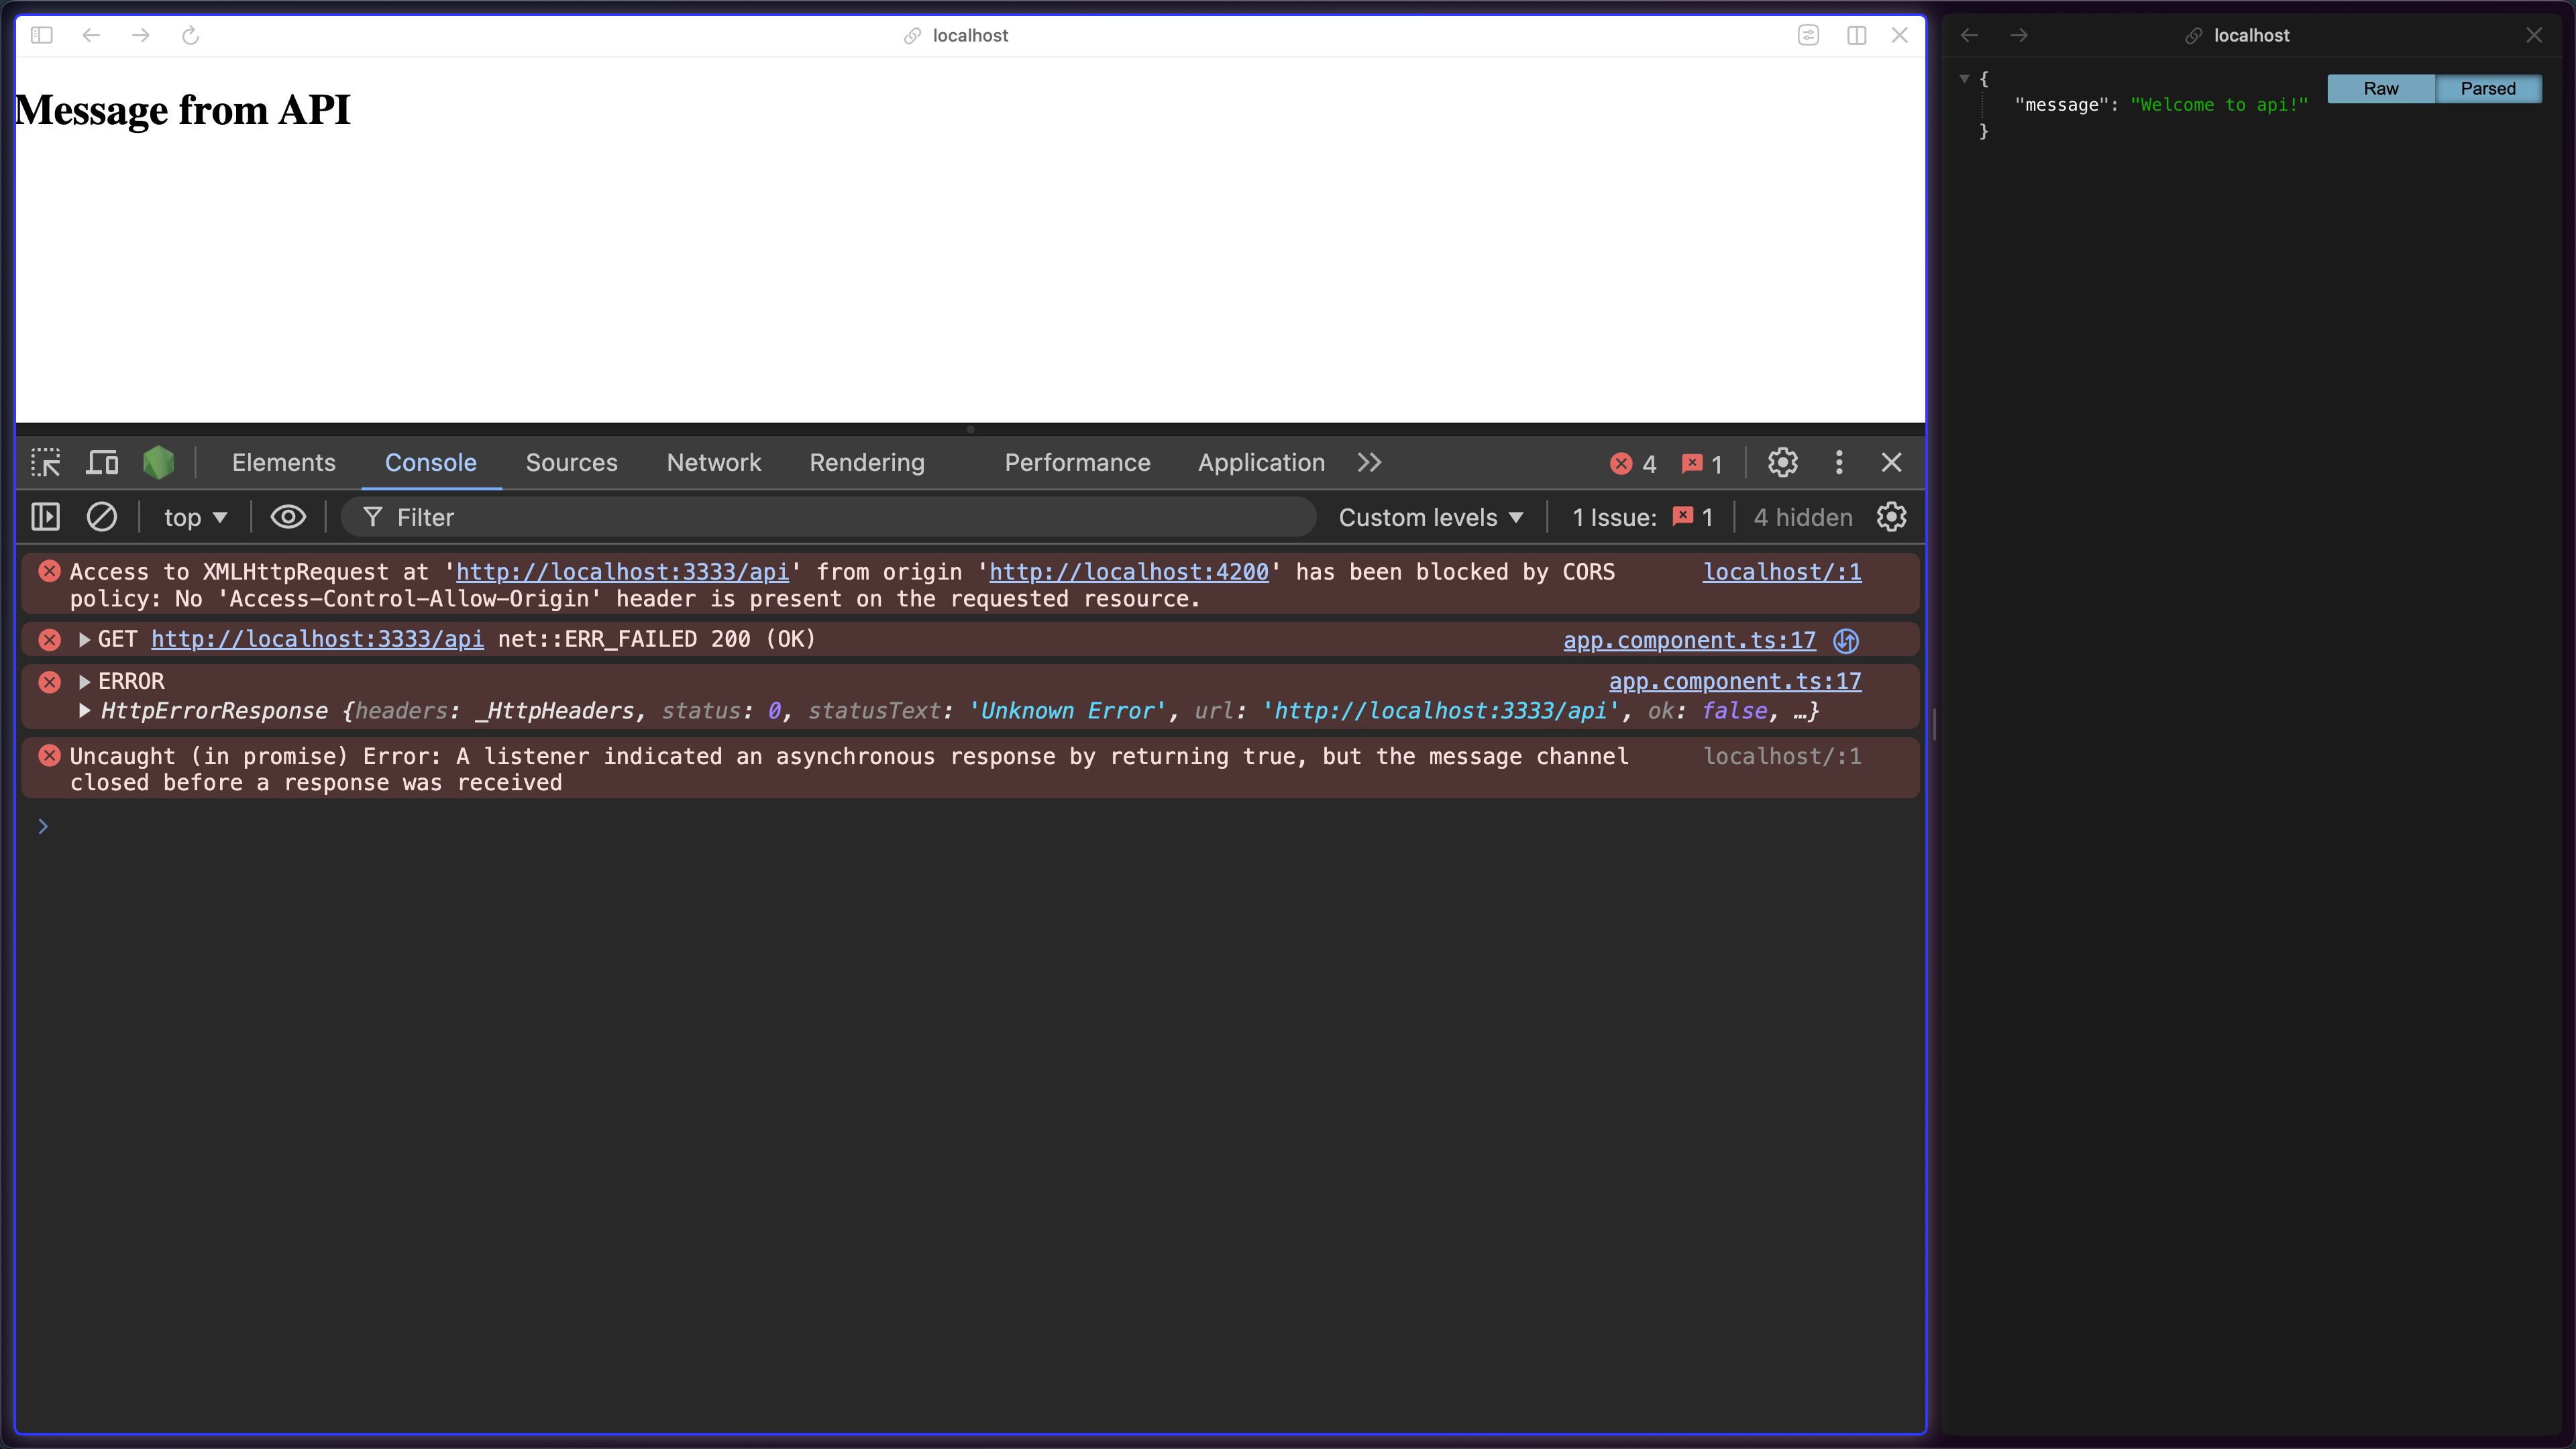 localhost
Message from API
Elements Console Sources Network Rendering Performance Application 4 1
top Filter Custom levels 1 Issue: 1 4 hidden
Access to XMLHttpRequest at 'http://localhost:3333/api' from origin 'http://localhost:4200' has been blocked by CORS localhost/:1
policy: No 'Access-Control-Allow-Origin' header is present on the requested resource.
GET http://localhost:3333/api net::ERR_FAILED 200 (OK) app.component.ts:17
ERROR app.component.ts:17
HttpErrorResponse {headers: _HttpHeaders, status: 0, statusText: 'Unknown Error', url: 'http://localhost:3333/api', ok: false, …}
Uncaught (in promise) Error: A listener indicated an asynchronous response by returning true, but the message channel localhost/:1
closed before a response was received
localhost
{
Raw Parsed
"message": "Welcome to api!"
}